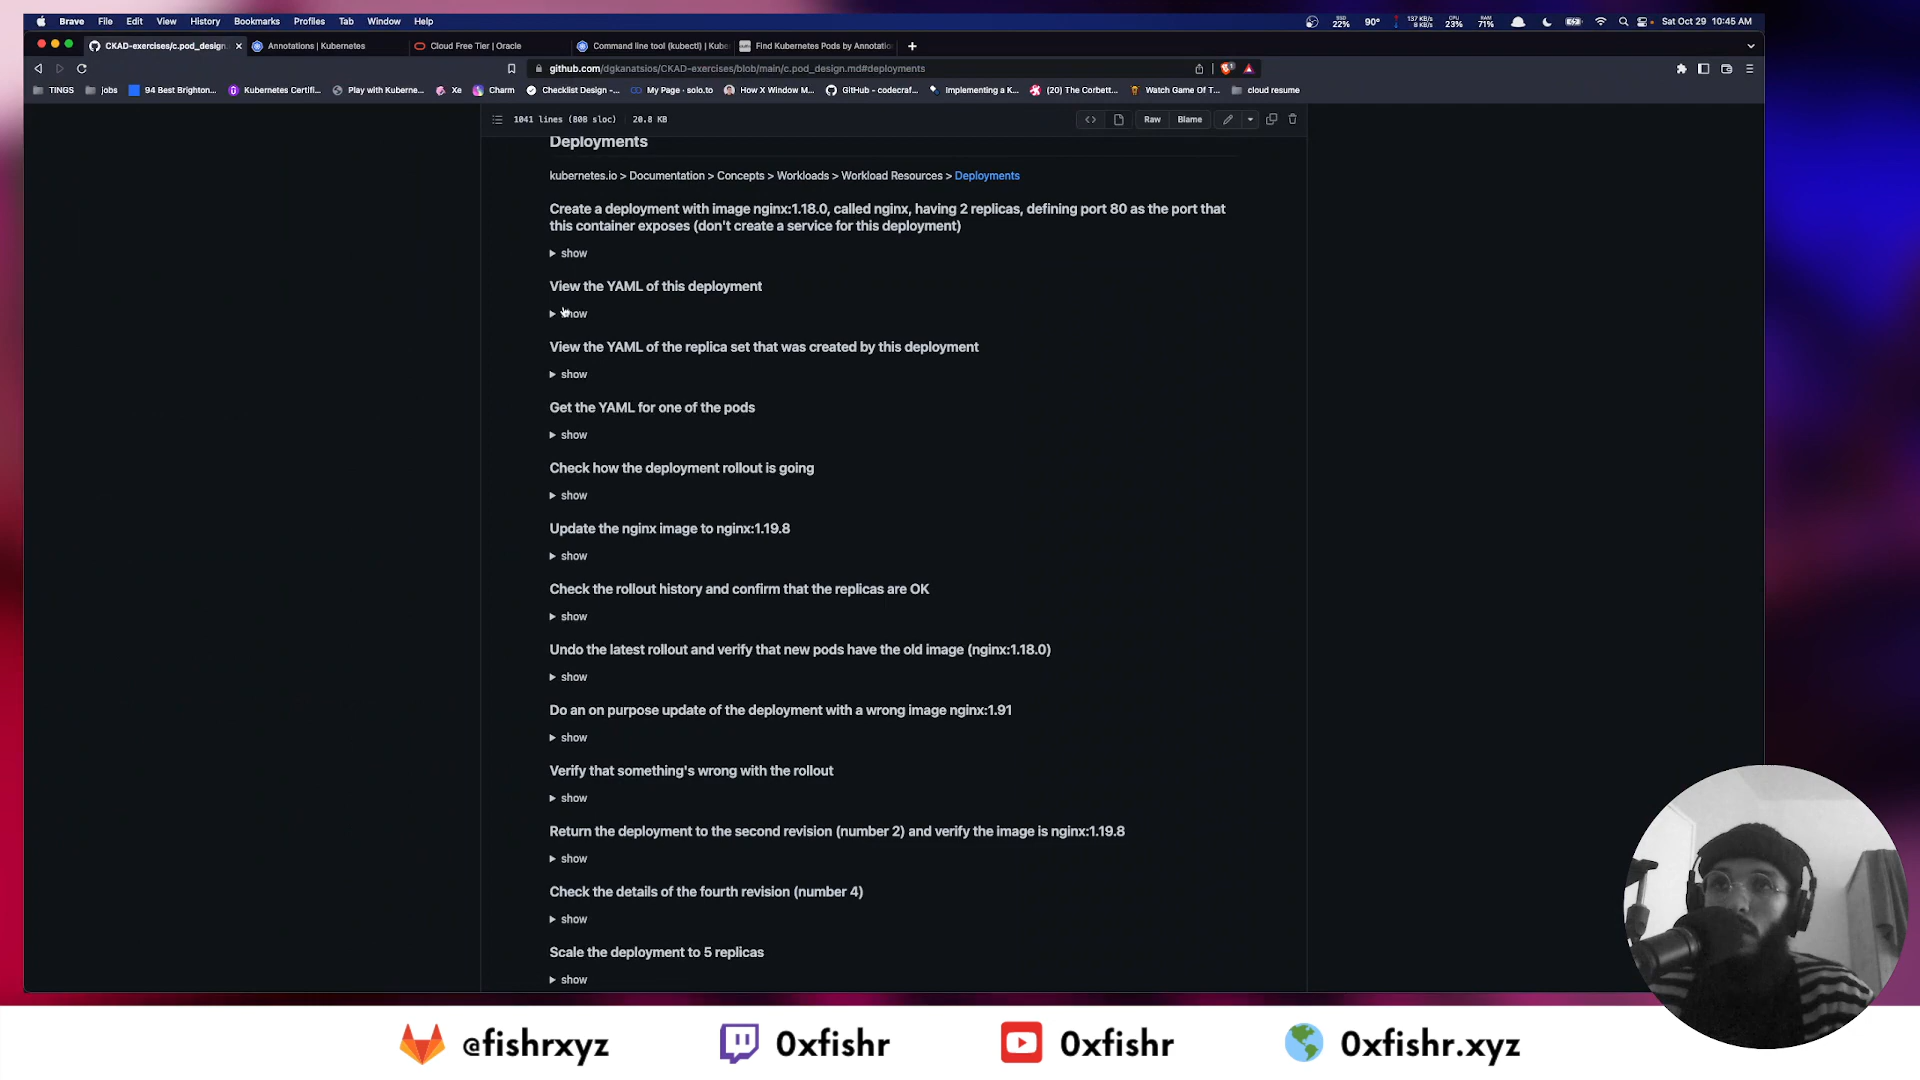 Brave File Edit View History Bookmarks Profiles Tab Window Help
SSD 22% 90° 137 KB/s 8 KB/s CPU 23% RAM 71% Sat Oct 29 10:45 AM
CKAD-exercises/c.pod_design. Annotations | Kubernetes Cloud Free Tier | Oracle Command line tool (kubectl) | Kube Find Kubernetes Pods by Annotatio
github.com/dgkanatsios/CKAD-exercises/blob/main/c.pod_design.md#deployments
TINGS jobs 94 Best Brighton... Kubernetes Certifi... Play with Kuberne... Xe Charm Checklist Design -... My Page · solo.to How X Window M... GitHub - codecraf... Implementing a K... (20) The Corbett... Watch Game Of T... cloud resume
1041 lines (808 sloc) 20.8 KB Raw Blame
Deployments
kubernetes.io > Documentation > Concepts > Workloads > Workload Resources > Deployments
Create a deployment with image nginx:1.18.0, called nginx, having 2 replicas, defining port 80 as the port that
this container exposes (don't create a service for this deployment)
show
View the YAML of this deployment
show
View the YAML of the replica set that was created by this deployment
show
Get the YAML for one of the pods
show
Check how the deployment rollout is going
show
Update the nginx image to nginx:1.19.8
show
Check the rollout history and confirm that the replicas are OK
show
Undo the latest rollout and verify that new pods have the old image (nginx:1.18.0)
show
Do an on purpose update of the deployment with a wrong image nginx:1.91
show
Verify that something's wrong with the rollout
show
Return the deployment to the second revision (number 2) and verify the image is nginx:1.19.8
show
Check the details of the fourth revision (number 4)
show
Scale the deployment to 5 replicas
show
@fishrxyz 0xfishr 0xfishr 0xfishr.xyz